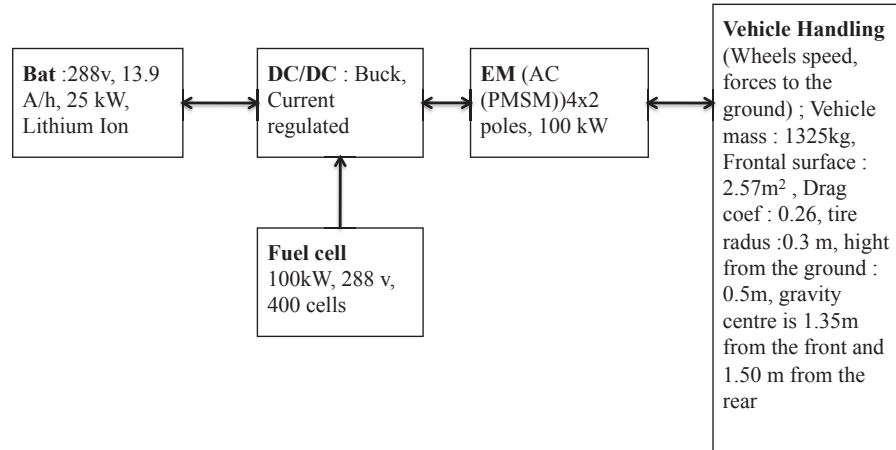 Bat :288v, 13.9
A/h, 25 kW,
Lithium Ion
DC/DC : Buck,
Current
regulated
EM (AC
(PMSM))4x2
poles, 100 kW
Vehicle Handling
(Wheels speed,
forces to the
ground) ; Vehicle
mass : 1325kg,
Frontal surface :
2.57m² , Drag
coef : 0.26, tire
radus :0.3 m, hight
from the ground :
0.5m, gravity
centre is 1.35m
from the front and
1.50 m from the
rear
Fuel cell
100kW, 288 v,
400 cells